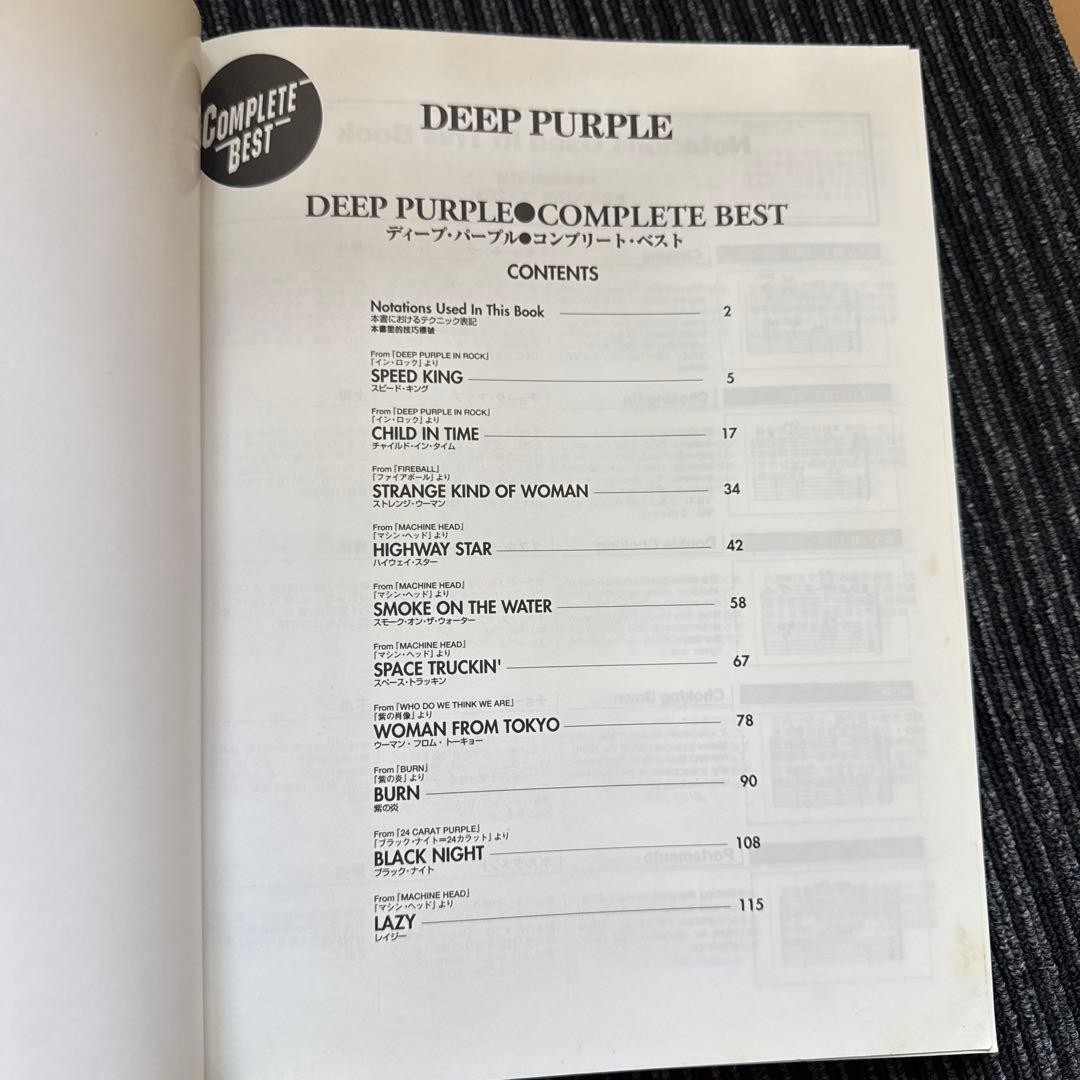 COMPLETE
BEST
DEEP PURPLE
DEEP PURPLE●COMPLETE BEST
ディープ・パープル●コンプリート・ベスト
CONTENTS
Notations Used In This Book 2
本書におけるテクニック表記
本書里的技巧標號
From「DEEP PURPLE IN ROCK」
「イン・ロック」より
SPEED KING 5
スピード・キング
From「DEEP PURPLE IN ROCK」
「イン・ロック」より
CHILD IN TIME 17
チャイルド・イン・タイム
From「FIREBALL」
「ファイアボール」より
STRANGE KIND OF WOMAN 34
ストレンジ・ウーマン
From「MACHINE HEAD」
「マシン・ヘッド」より
HIGHWAY STAR 42
ハイウェイ・スター
From「MACHINE HEAD」
「マシン・ヘッド」より
SMOKE ON THE WATER 58
スモーク・オン・ザ・ウォーター
From「MACHINE HEAD」
「マシン・ヘッド」より
SPACE TRUCKIN' 67
スペース・トラッキン
From「WHO DO WE THINK WE ARE」
「紫の肖像」より
WOMAN FROM TOKYO 78
ウーマン・フロム・トーキョー
From「BURN」
「紫の炎」より
BURN 90
紫の炎
From「24 CARAT PURPLE」
「ブラック・ナイト=24カラット」より
BLACK NIGHT 108
ブラック・ナイト
From「MACHINE HEAD」
「マシン・ヘッド」より
LAZY 115
レイジー